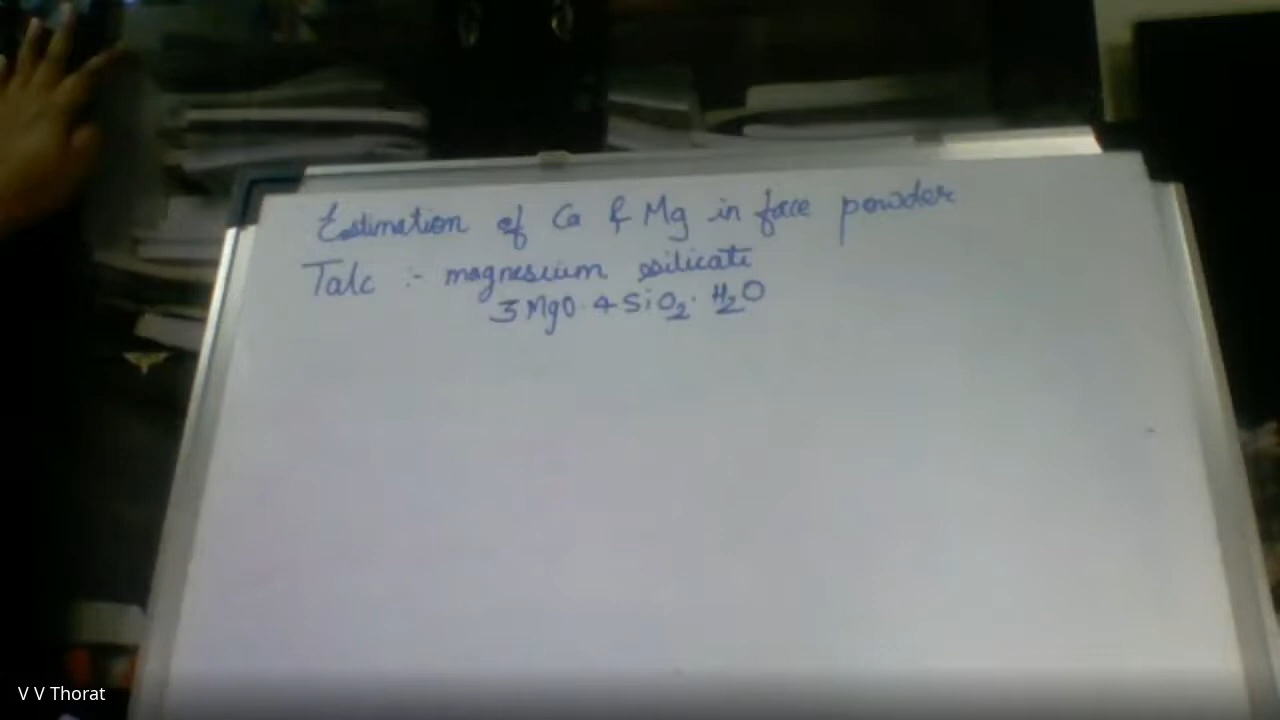 Estimation of Ca & Mg in face powder
Talc :- magnesium silicate
3MgO.4SiO₂.H₂O
V V Thorat